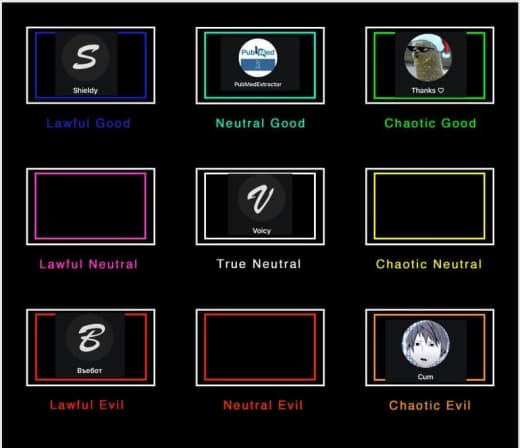 S
PubMed
Shieldy
PubMedExtractor
Thanks ♡
Lawful Good
Neutral Good
Chaotic Good
V
Voicy
Lawful Neutral
True Neutral
Chaotic Neutral
B
Въебот
Cum
Lawful Evil
Neutral Evil
Chaotic Evil